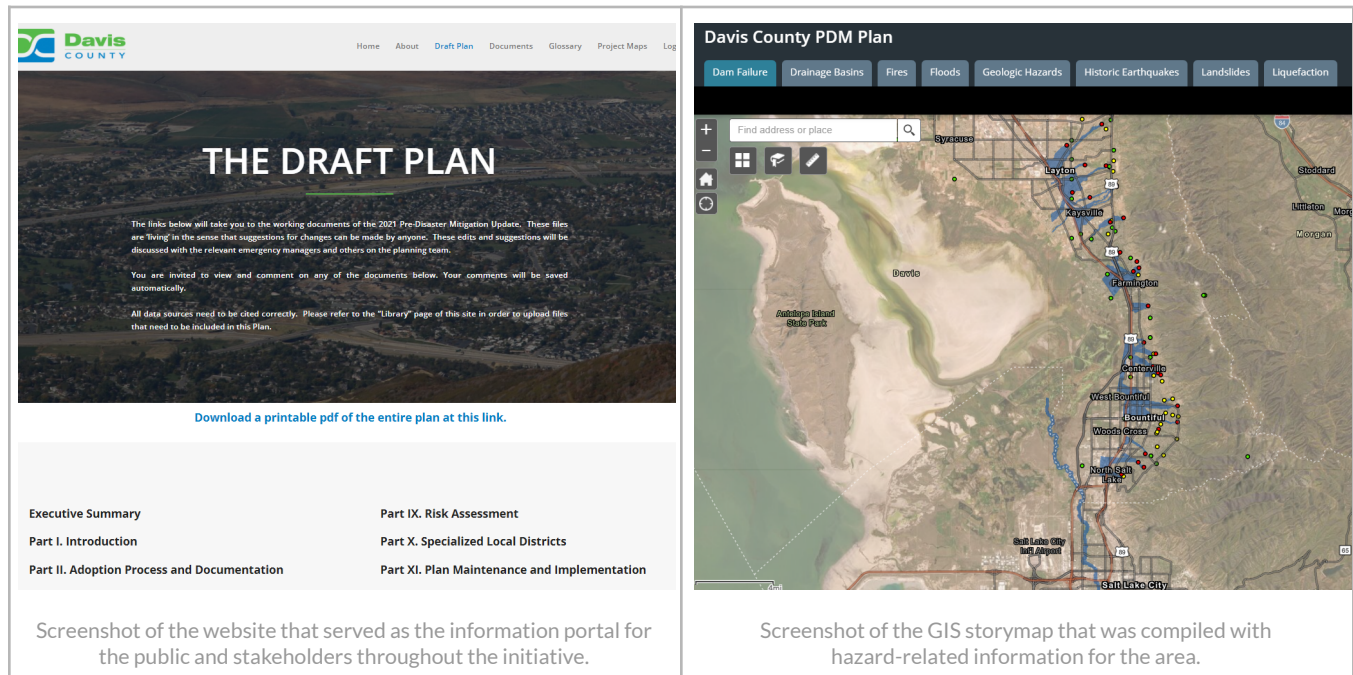 Davis
COUNTY
Home About Draft Plan Documents Glossary Project Maps Log
THE DRAFT PLAN
The links below will take you to the working documents of the 2021 Pre-Disaster Mitigation Update. These files
are 'living' in the sense that suggestions for changes can be made by anyone. These edits and suggestions will be
discussed with the relevant emergency managers and others on the planning team.
You are invited to view and comment on any of the documents below. Your comments will be saved
automatically.
All data sources need to be cited correctly. Please refer to the "Library" page of this site in order to upload files
that need to be included in this Plan.
Download a printable pdf of the entire plan at this link.
Executive Summary
Part I. Introduction
Part II. Adoption Process and Documentation
Part IX. Risk Assessment
Part X. Specialized Local Districts
Part XI. Plan Maintenance and Implementation
Screenshot of the website that served as the information portal for
the public and stakeholders throughout the initiative.
Davis County PDM Plan
Dam Failure Drainage Basins Fires Floods Geologic Hazards Historic Earthquakes Landslides Liquefaction
+
Find address or place
−
Syracuse
84
Layton
Stoddard
89
Littleton
Kaysville
Morgan
89
Davis
Farmington
Antelope Island
State Park
89
Centerville
West Bountiful
Bountiful
Woods Cross
North Salt
Lake
Salt Lake City
Int'l Airport
89
65
Salt Lake City
Screenshot of the GIS storymap that was compiled with
hazard-related information for the area.